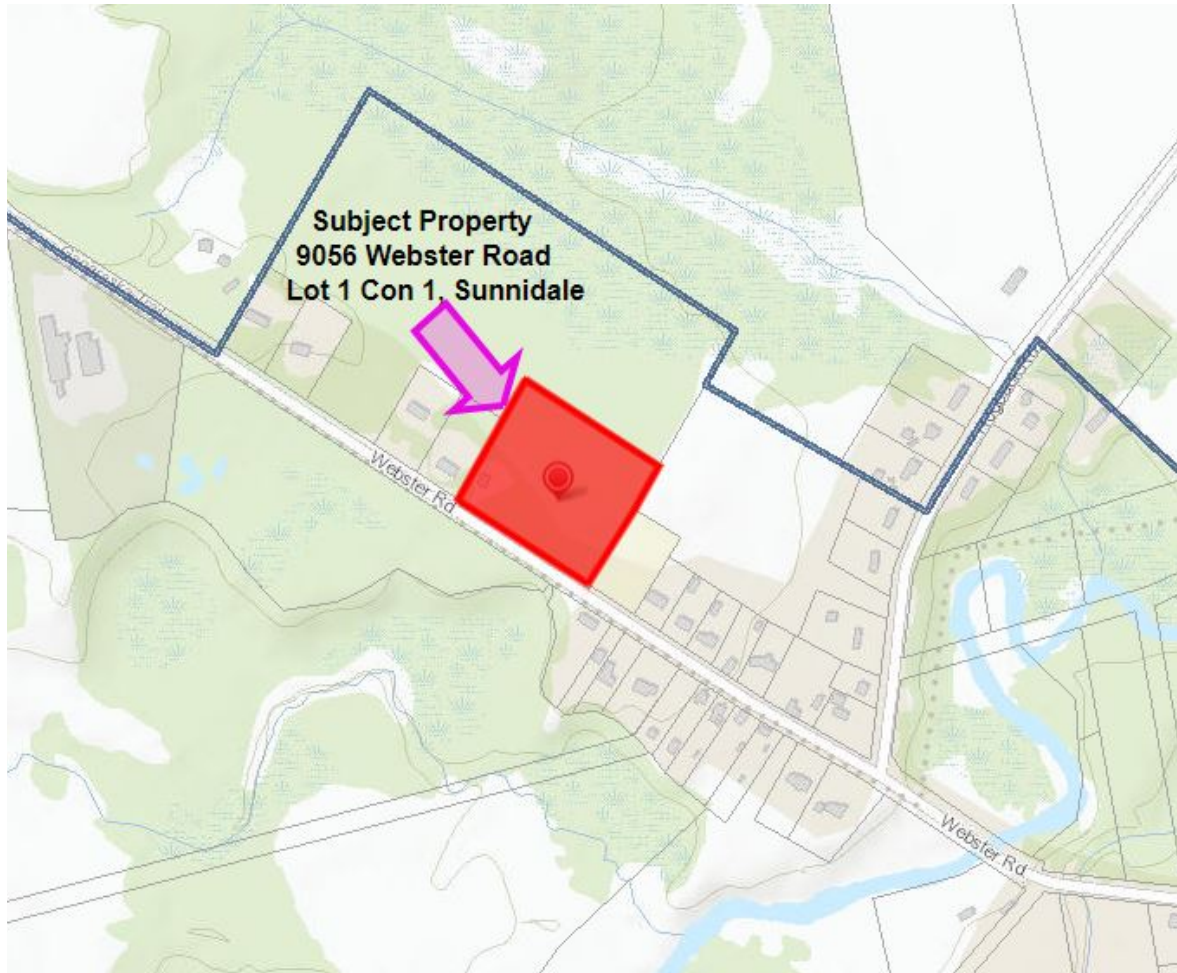 Subject Property
9056 Webster Road
Lot 1 Con 1, Sunnidale
Webster Rd
Webster Rd